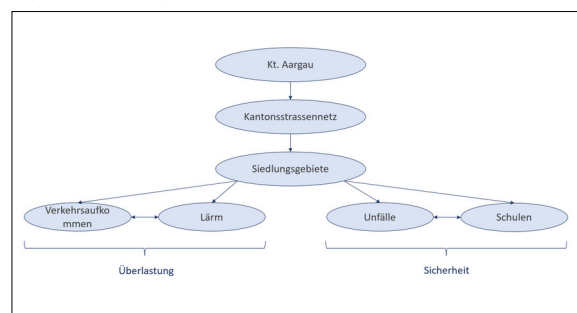 Kt. Aargau
Kantonsstrassennetz
Siedlungsgebiete
Verkehrsaufko
mmen
Lärm
Unfälle
Schulen
Überlastung
Sicherheit